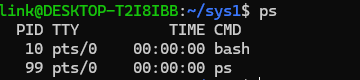 link@DESKTOP-T2I8IBB:~/sys1$ ps
  PID TTY          TIME CMD
   10 pts/0    00:00:00 bash
   99 pts/0    00:00:00 ps